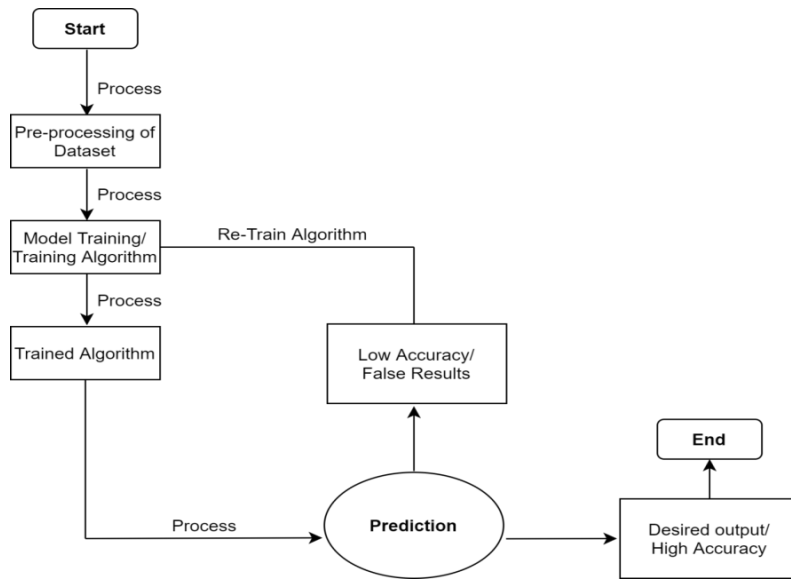 Start
Process
Pre-processing of
Dataset
Process
Model Training/
Training Algorithm
Re-Train Algorithm
Process
Trained Algorithm
Low Accuracy/
False Results
Process
Prediction
End
Desired output/
High Accuracy